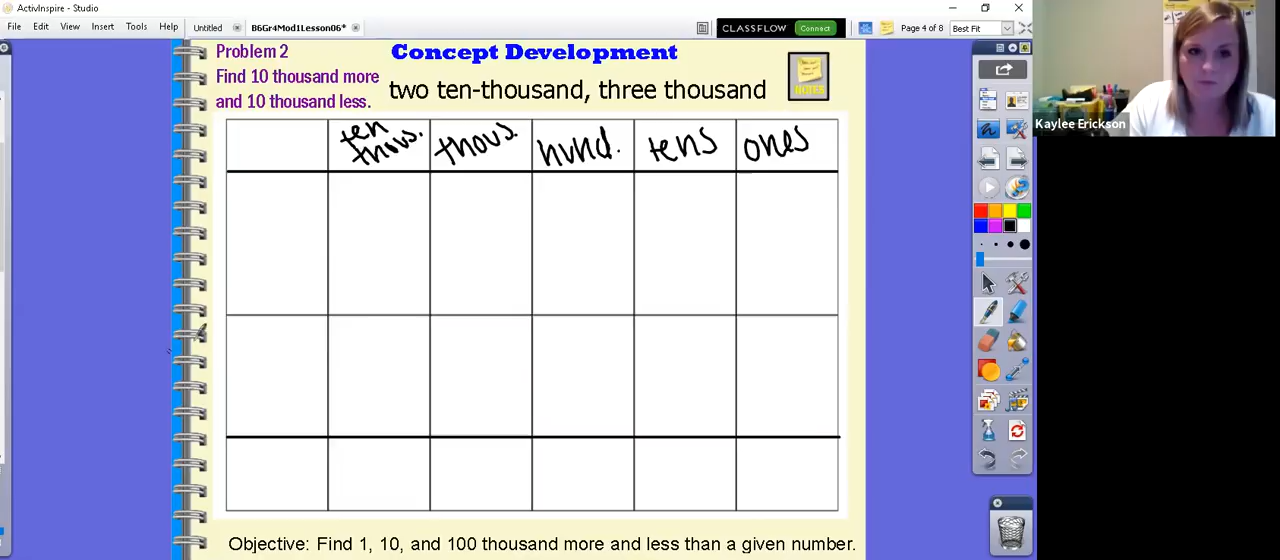 ActivInspire - Studio
File Edit View Insert Tools Help
Untitled
B6Gr4Mod1Lesson06*
CLASSFLOW
Connect
Page 4 of 8
Best Fit
Kaylee Erickson
Problem 2
Find 10 thousand more
and 10 thousand less.
Concept Development
two ten-thousand, three thousand
NOTES
ten
thous.
thous.
hund.
tens
ones
Objective: Find 1, 10, and 100 thousand more and less than a given number.